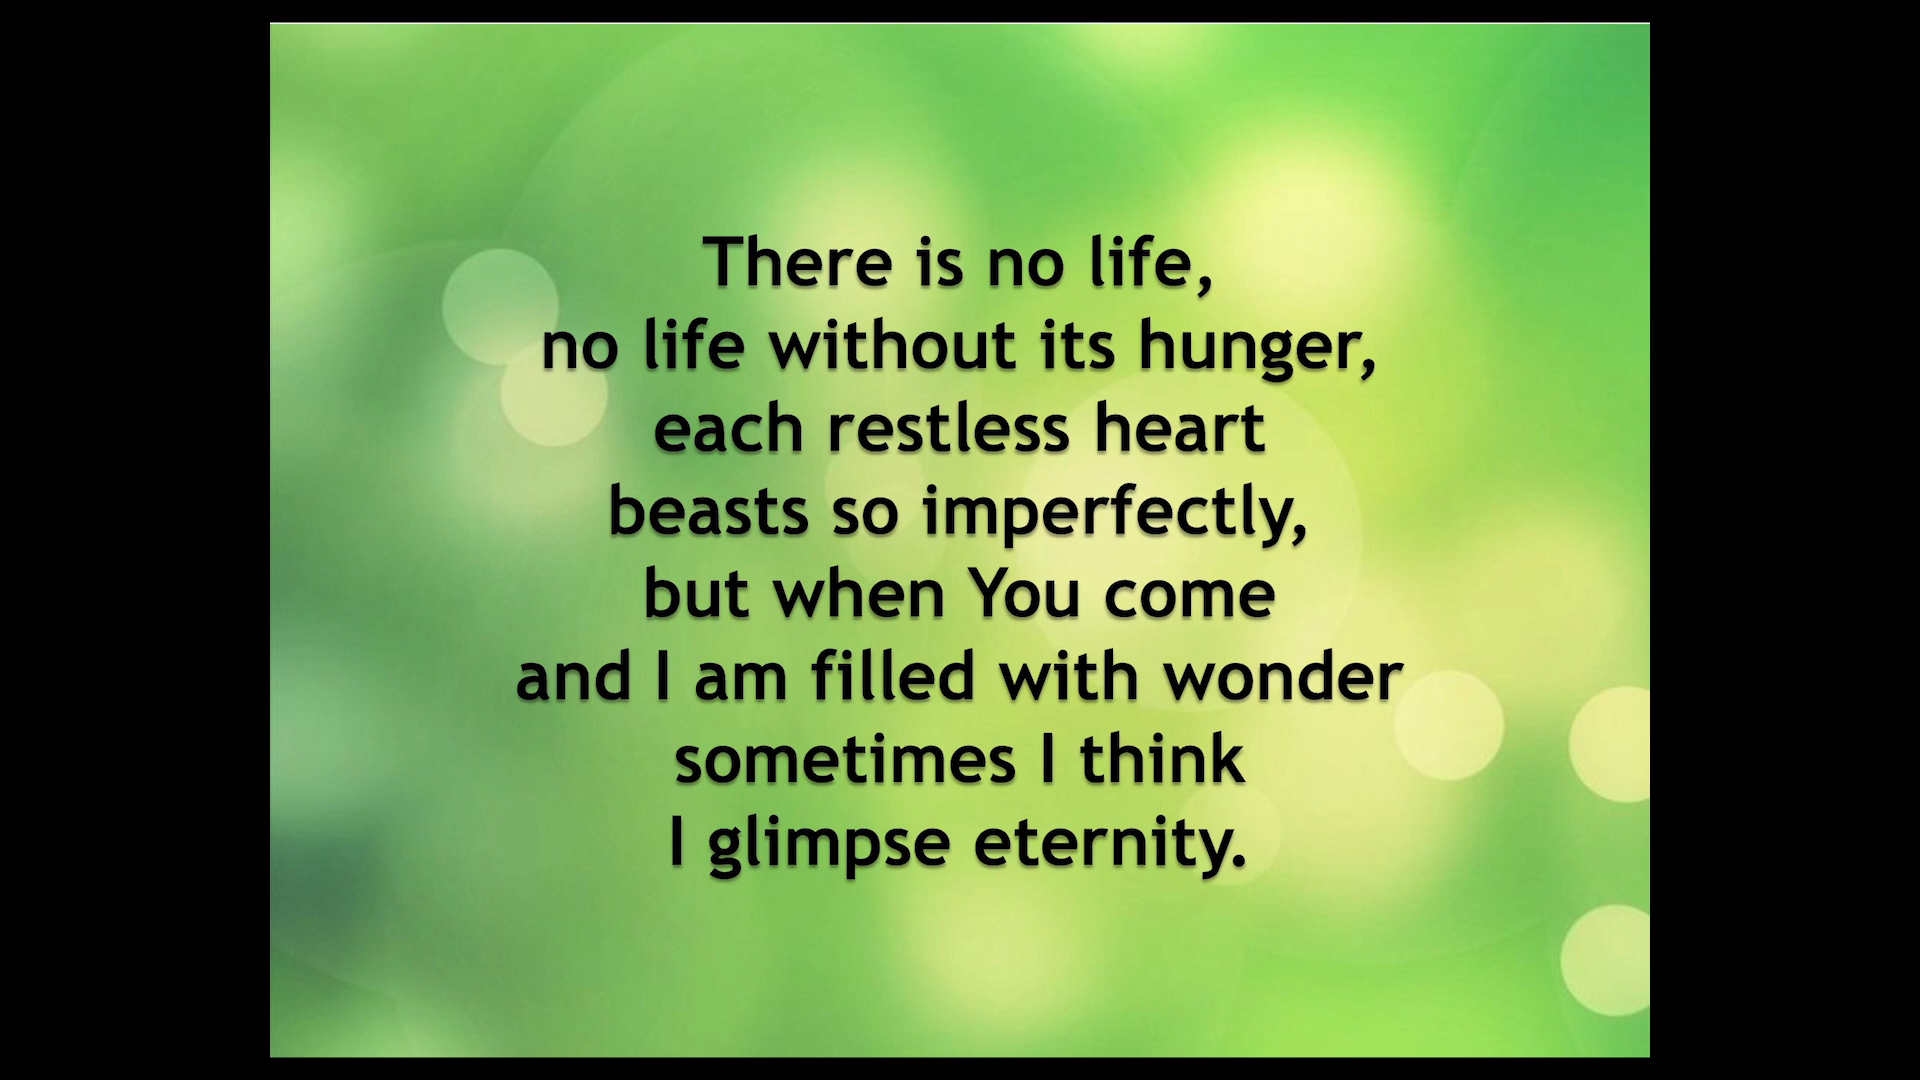 There is no life,
no life without its hunger,
each restless heart
beasts so imperfectly,
but when You come
and I am filled with wonder
sometimes I think
I glimpse eternity.